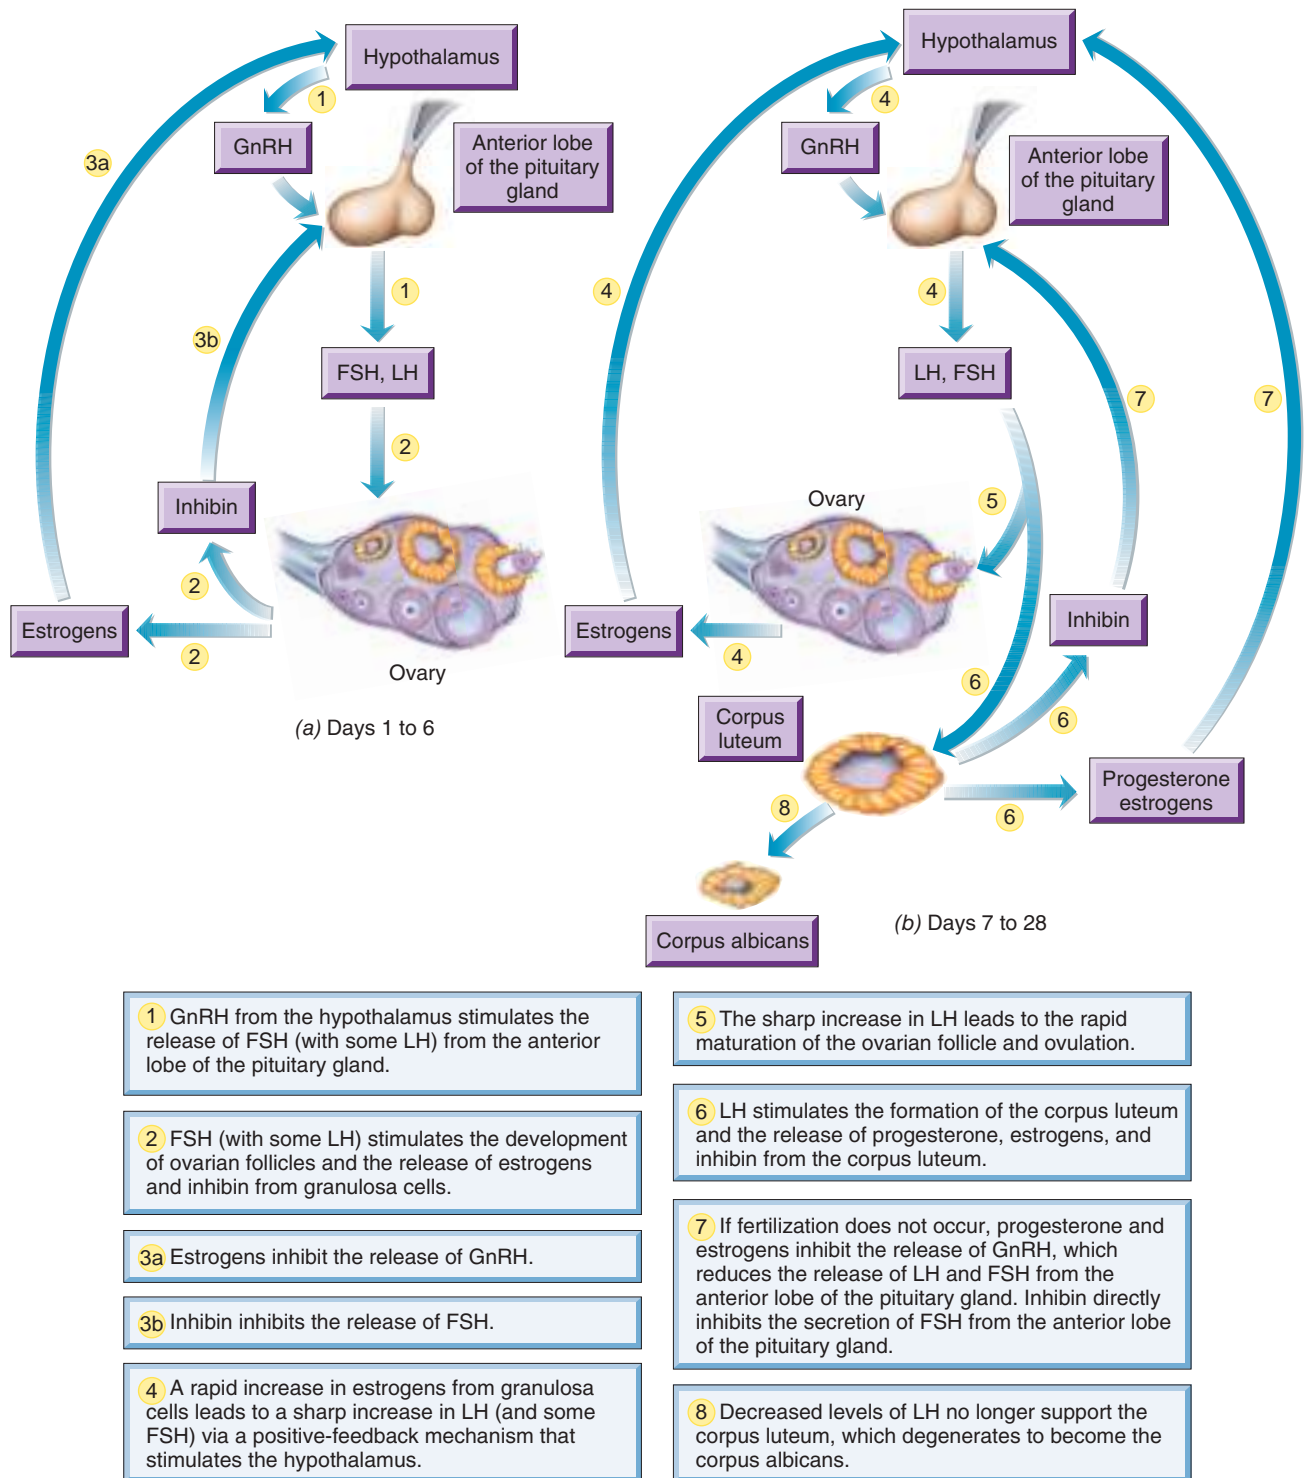 Hypothalamus
1
GnRH
Anterior lobe
of the pituitary
gland
3a
1
3b
FSH, LH
2
Inhibin
2
Estrogens
2
Ovary
(a) Days 1 to 6
Hypothalamus
4
GnRH
Anterior lobe
of the pituitary
gland
4
4
LH, FSH
7
7
Ovary
5
Inhibin
Estrogens
4
6
6
Corpus
luteum
Progesterone
estrogens
6
8
Corpus albicans
(b) Days 7 to 28
1 GnRH from the hypothalamus stimulates the
release of FSH (with some LH) from the anterior
lobe of the pituitary gland.
2 FSH (with some LH) stimulates the development
of ovarian follicles and the release of estrogens
and inhibin from granulosa cells.
3a Estrogens inhibit the release of GnRH.
3b Inhibin inhibits the release of FSH.
4 A rapid increase in estrogens from granulosa
cells leads to a sharp increase in LH (and some
FSH) via a positive-feedback mechanism that
stimulates the hypothalamus.
5 The sharp increase in LH leads to the rapid
maturation of the ovarian follicle and ovulation.
6 LH stimulates the formation of the corpus luteum
and the release of progesterone, estrogens, and
inhibin from the corpus luteum.
7 If fertilization does not occur, progesterone and
estrogens inhibit the release of GnRH, which
reduces the release of LH and FSH from the
anterior lobe of the pituitary gland. Inhibin directly
inhibits the secretion of FSH from the anterior lobe
of the pituitary gland.
8 Decreased levels of LH no longer support the
corpus luteum, which degenerates to become the
corpus albicans.